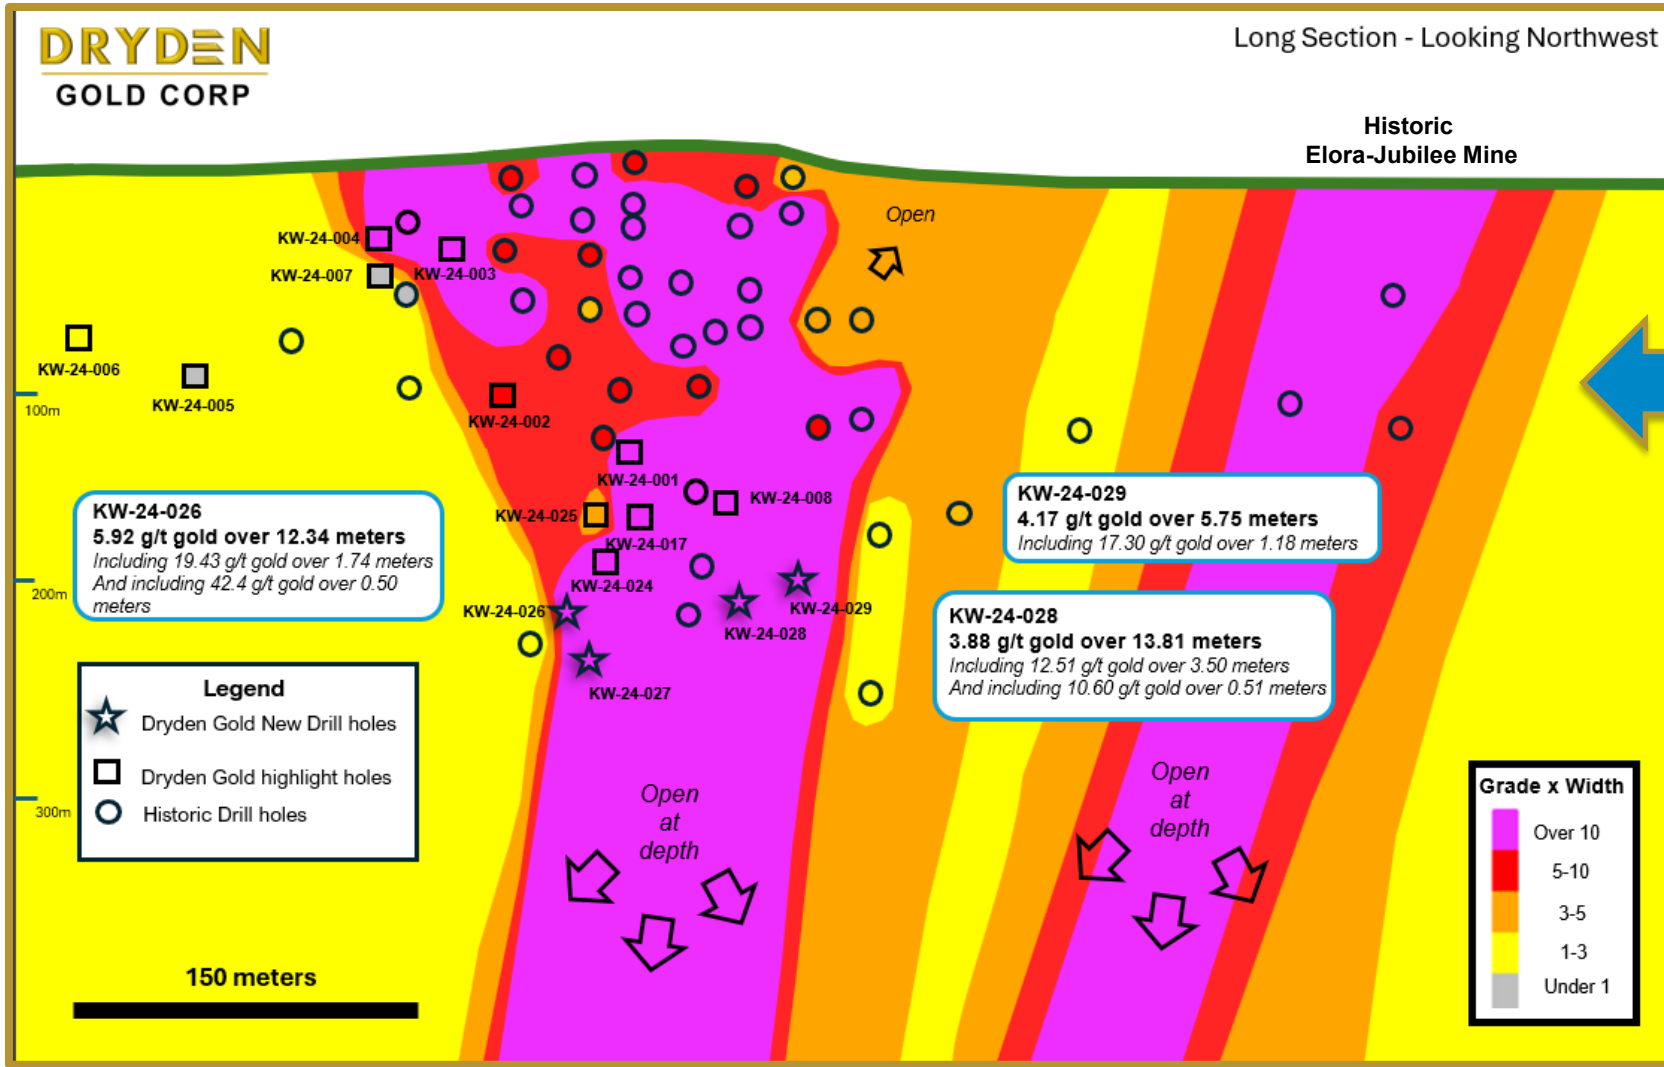 DRYDEN
GOLD CORP
Long Section - Looking Northwest
Historic
Elora-Jubilee Mine
Open
KW-24-004
KW-24-007
KW-24-003
KW-24-006
KW-24-005
100m
KW-24-002
KW-24-001
KW-24-008
KW-24-025
KW-24-017
KW-24-024
KW-24-026
5.92 g/t gold over 12.34 meters
Including 19.43 g/t gold over 1.74 meters
And including 42.4 g/t gold over 0.50
meters
KW-24-029
4.17 g/t gold over 5.75 meters
Including 17.30 g/t gold over 1.18 meters
200m
KW-24-026
KW-24-029
KW-24-028
KW-24-027
KW-24-028
3.88 g/t gold over 13.81 meters
Including 12.51 g/t gold over 3.50 meters
And including 10.60 g/t gold over 0.51 meters
Legend
Dryden Gold New Drill holes
Dryden Gold highlight holes
Historic Drill holes
300m
Open
at
depth
Open
at
depth
Grade x Width
Over 10
5-10
3-5
1-3
Under 1
150 meters